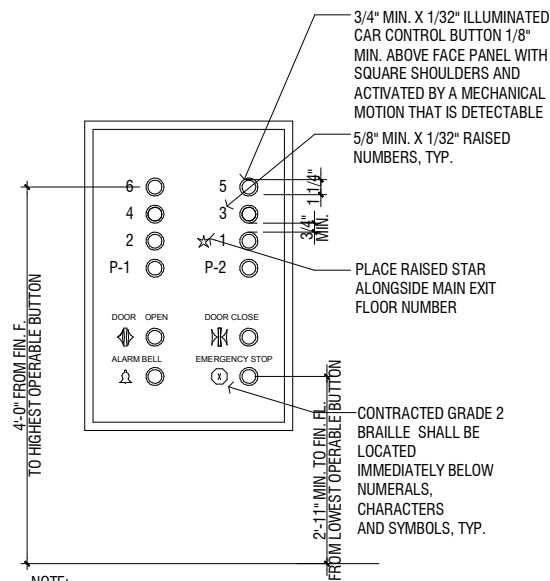 3/4" MIN. X 1/32" ILLUMINATED
CAR CONTROL BUTTON 1/8"
MIN. ABOVE FACE PANEL WITH
SQUARE SHOULDERS AND
ACTIVATED BY A MECHANICAL
MOTION THAT IS DETECTABLE
5/8" MIN. X 1/32" RAISED
NUMBERS, TYP.
6 5
1 1/4"
4 3
3/4"
MIN.
2 1
P-1 P-2
PLACE RAISED STAR
ALONGSIDE MAIN EXIT
FLOOR NUMBER
DOOR OPEN DOOR CLOSE
ALARM BELL EMERGENCY STOP
X
4'-0" FROM FIN. F.
TO HIGHEST OPERABLE BUTTON
2'-11" MIN. TO FIN. FL.
FROM LOWEST OPERABLE BUTTON
CONTRACTED GRADE 2
BRAILLE SHALL BE
LOCATED
IMMEDIATELY BELOW
NUMERALS,
CHARACTERS
AND SYMBOLS, TYP.
NOTE: